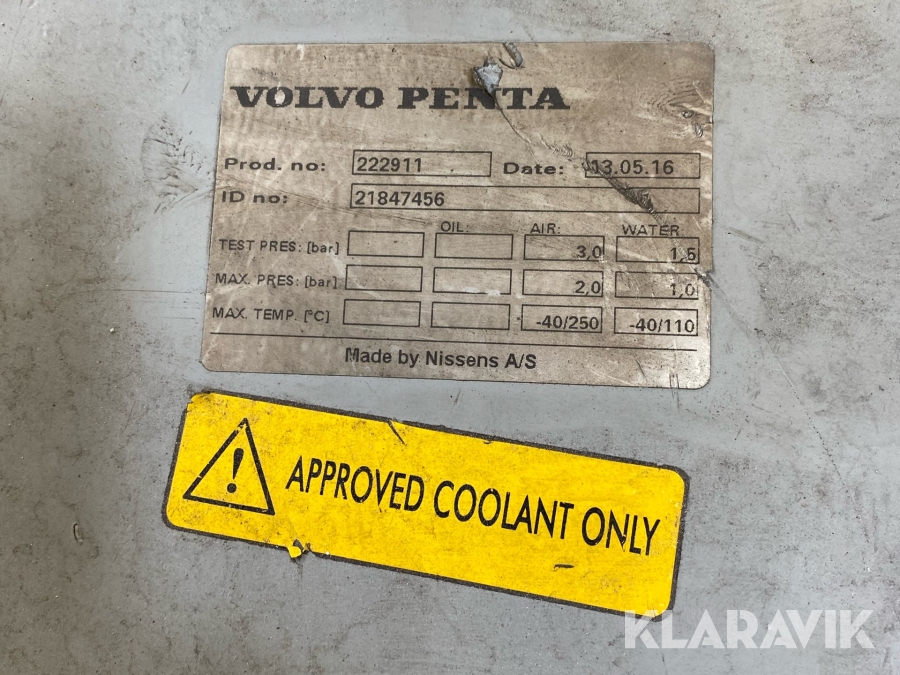 VOLVO PENTA
Prod. no: 222911 Date: 13.05.16
ID no: 21847456
OIL: AIR: WATER:
TEST PRES: [bar] 3,0 1,5
MAX. PRES: [bar] 2,0 1,0
MAX. TEMP. [°C] -40/250 -40/110
Made by Nissens A/S
! APPROVED COOLANT ONLY
KLARAVIK